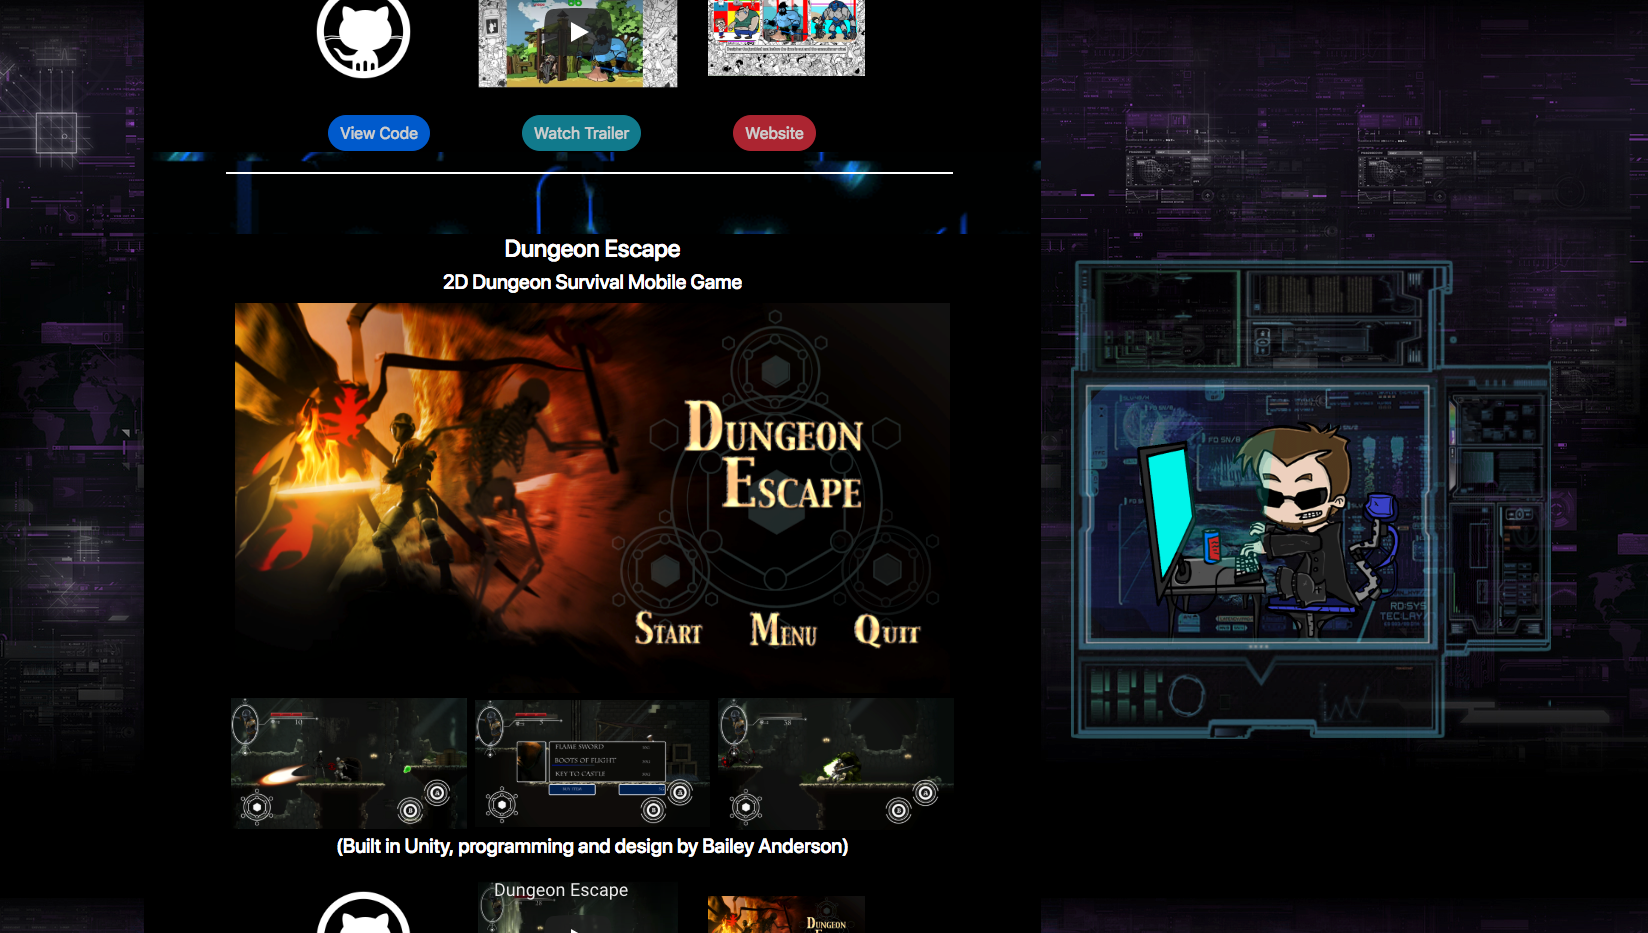 View Code
Watch Trailer
Website
Dungeon Escape
2D Dungeon Survival Mobile Game
DUNGEON
ESCAPE
START MENU QUIT
FLAME SWORD
BOOTS OF FLIGHT
KEY TO CASTLE
(Built in Unity, programming and design by Bailey Anderson)
Dungeon Escape
DUNGEON